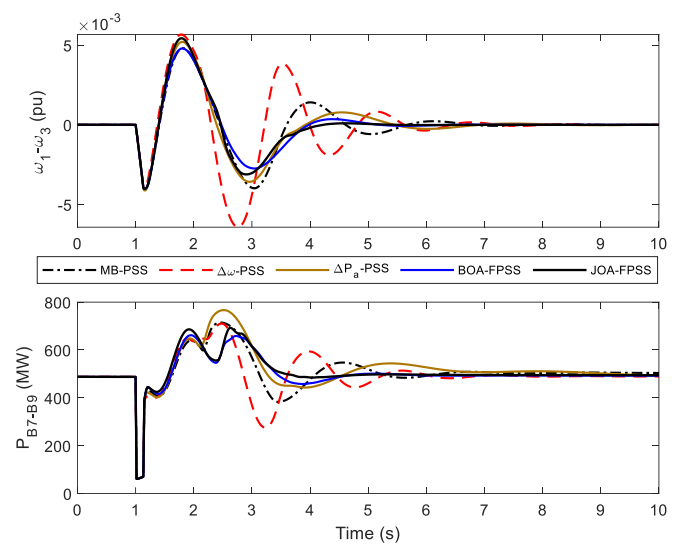 ×10⁻³
5
0
-5
ω₁-ω₃ (pu)
0 1 2 3 4 5 6 7 8 9 10
MB-PSS Δω-PSS ΔPₐ-PSS BOA-FPSS JOA-FPSS
800
600
400
200
0
P_B7-B9 (MW)
0 1 2 3 4 5 6 7 8 9 10
Time (s)